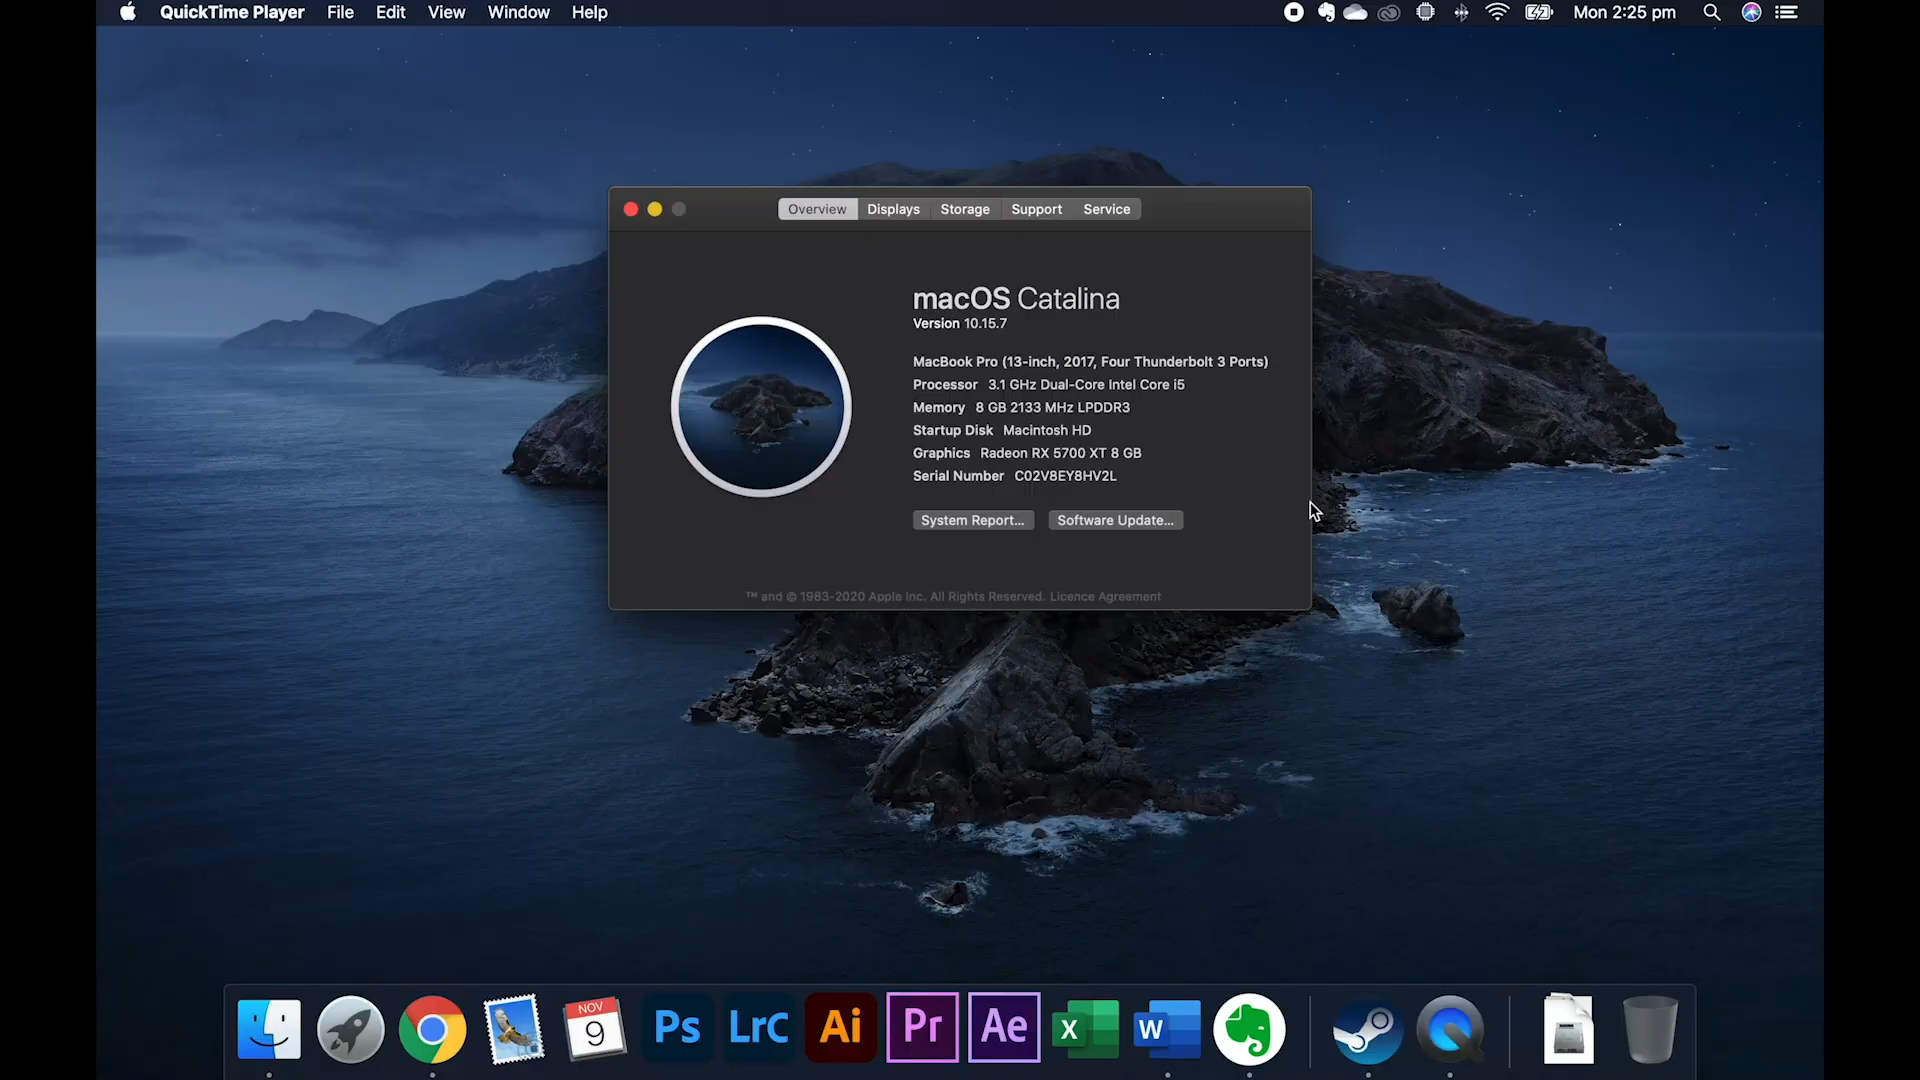 QuickTime Player File Edit View Window Help Mon 2:25 pm
Overview Displays Storage Support Service
macOS Catalina
Version 10.15.7
MacBook Pro (13-inch, 2017, Four Thunderbolt 3 Ports)
Processor 3.1 GHz Dual-Core Intel Core i5
Memory 8 GB 2133 MHz LPDDR3
Startup Disk Macintosh HD
Graphics Radeon RX 5700 XT 8 GB
Serial Number C02V8EY8HV2L
System Report... Software Update...
™ and © 1983-2020 Apple Inc. All Rights Reserved. Licence Agreement
NOV
9
Ps LrC Ai Pr Ae X W